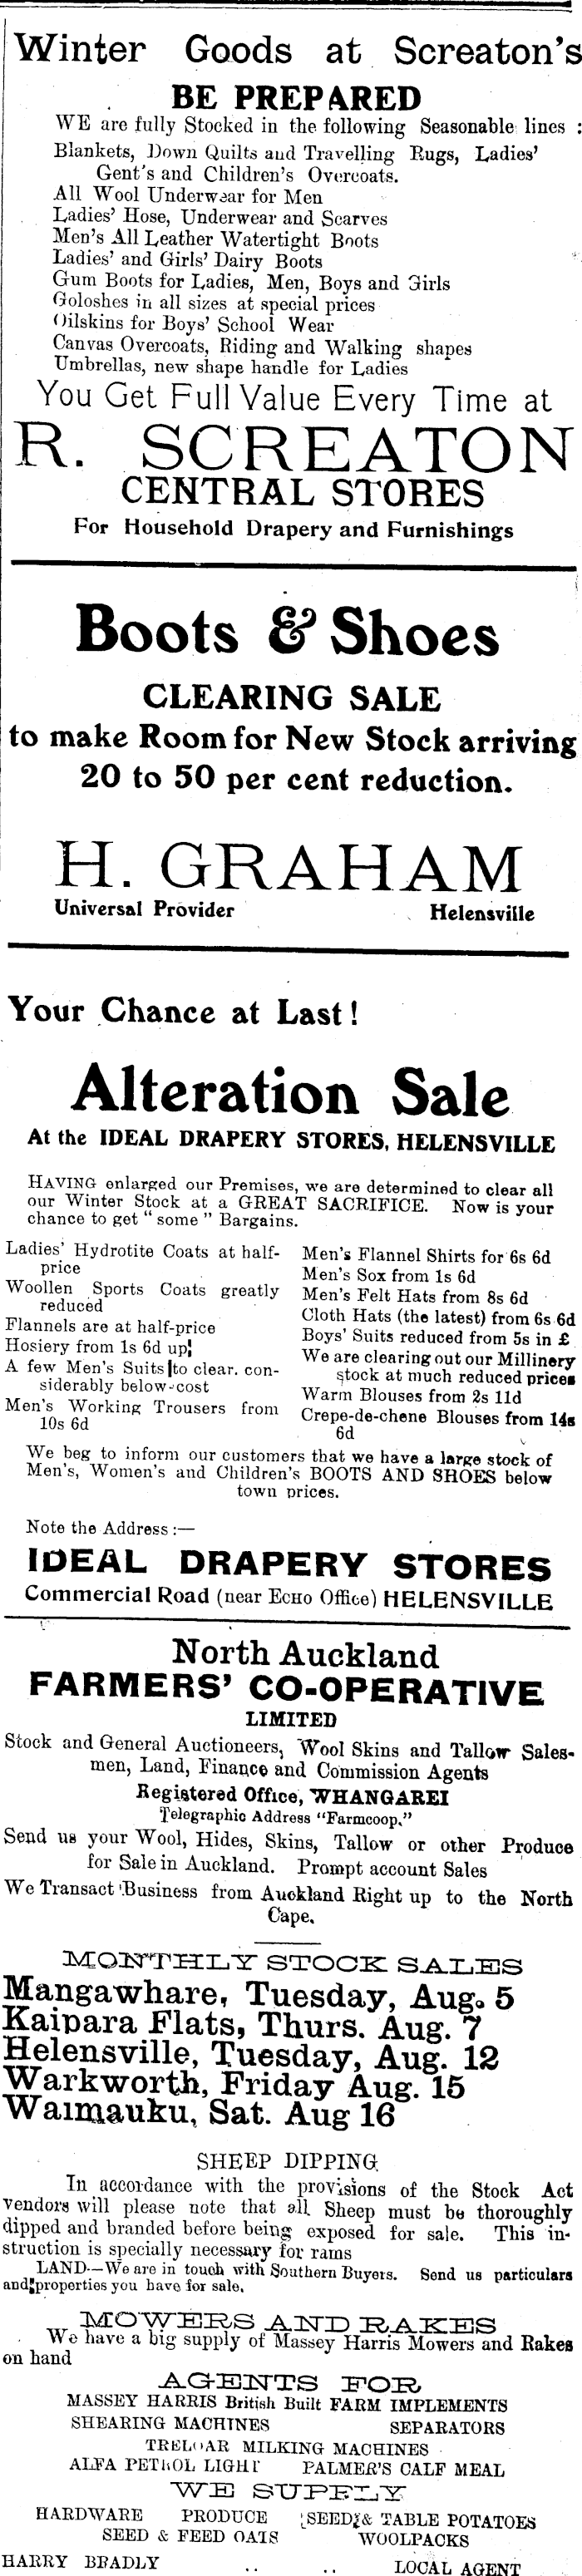 Winter Goods at Screaton's
BE PREPARED
WE are fully Stocked in the following Seasonable lines :
Blankets, Down Quilts and Travelling Rugs, Ladies'
Gent's and Children's Overcoats.
All Wool Underwear for Men
Ladies' Hose, Underwear and Scarves
Men's All Leather Watertight Boots
Ladies' and Girls' Dairy Boots
Gum Boots for Ladies, Men, Boys and Girls
Goloshes in all sizes at special prices
Oilskins for Boys' School Wear
Canvas Overcoats, Riding and Walking shapes
Umbrellas, new shape handle for Ladies
You Get Full Value Every Time at
R. SCREATON
CENTRAL STORES
For Household Drapery and Furnishings
Boots & Shoes
CLEARING SALE
to make Room for New Stock arriving
20 to 50 per cent reduction.
H. GRAHAM
Universal Provider Helensville
Your Chance at Last!
Alteration Sale
At the IDEAL DRAPERY STORES, HELENSVILLE
HAVING enlarged our Premises, we are determined to clear all
our Winter Stock at a GREAT SACRIFICE. Now is your
chance to get "some" Bargains.
Ladies' Hydrotite Coats at half-
price
Woollen Sports Coats greatly
reduced
Flannels are at half-price
Hosiery from 1s 6d up
A few Men's Suits to clear. con-
siderably below-cost
Men's Working Trousers from
10s 6d
Men's Flannel Shirts for 6s 6d
Men's Sox from 1s 6d
Men's Felt Hats from 8s 6d
Cloth Hats (the latest) from 6s 6d
Boys' Suits reduced from 5s in £
We are clearing out our Millinery
stock at much reduced prices
Warm Blouses from 2s 11d
Crepe-de-chene Blouses from 14s
6d
We beg to inform our customers that we have a large stock of
Men's, Women's and Children's BOOTS AND SHOES below
town prices.
Note the Address :—
IDEAL DRAPERY STORES
Commercial Road (near ECHO Office) HELENSVILLE
North Auckland
FARMERS' CO-OPERATIVE
LIMITED
Stock and General Auctioneers, Wool Skins and Tallow Sales-
men, Land, Finance and Commission Agents
Registered Office, WHANGAREI
Telegraphic Address "Farmcoop."
Send us your Wool, Hides, Skins, Tallow or other Produce
for Sale in Auckland. Prompt account Sales
We Transact Business from Auckland Right up to the North
Cape.
MONTHLY STOCK SALES
Mangawhare, Tuesday, Aug. 5
Kaipara Flats, Thurs. Aug. 7
Helensville, Tuesday, Aug. 12
Warkworth, Friday Aug. 15
Waimauku, Sat. Aug 16
SHEEP DIPPING
In accordance with the provisions of the Stock Act
Vendors will please note that all Sheep must be thoroughly
dipped and branded before being exposed for sale. This in-
struction is specially necessary for rams
LAND--We are in touch with Southern Buyers. Send us particulars
and properties you have for sale.
MOWERS AND RAKES
We have a big supply of Massey Harris Mowers and Rakes
on hand
AGENTS FOR
MASSEY HARRIS British Built FARM IMPLEMENTS
SHEARING MACHINES SEPARATORS
TRELOAR MILKING MACHINES
ALFA PETROL LIGHT PALMER'S CALF MEAL
WE SUPPLY
HARDWARE PRODUCE SEED & TABLE POTATOES
SEED & FEED OATS WOOLPACKS
HARRY BRADLY .. .. LOCAL AGENT